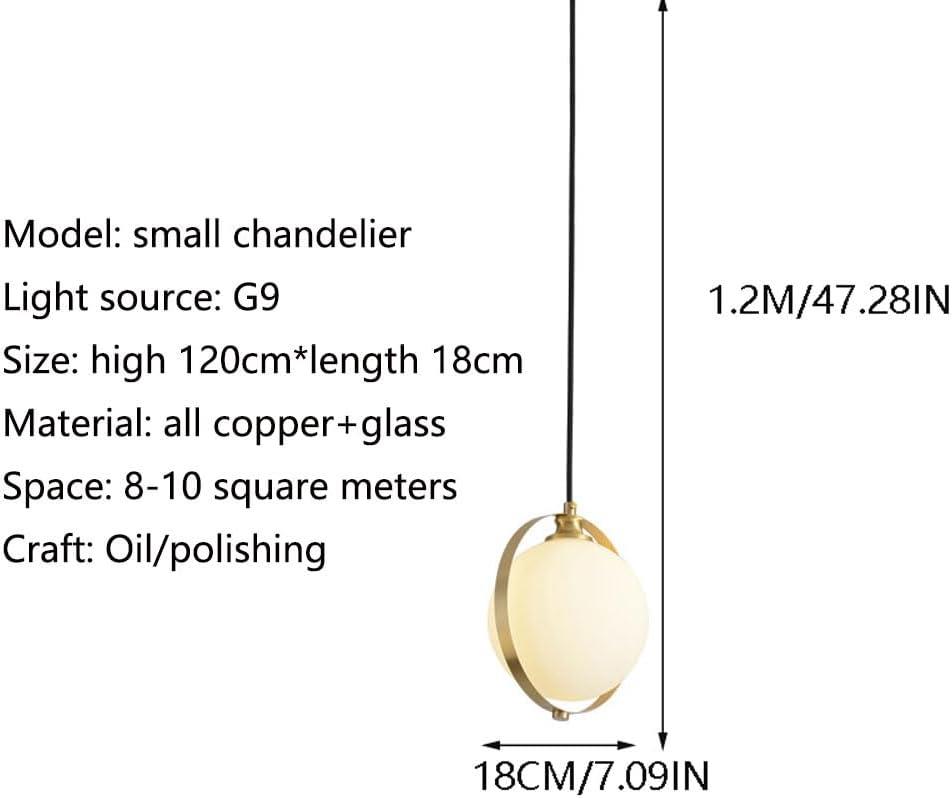 Model: small chandelier
Light source: G9
1.2M/47.28IN
Size: high 120cm*length 18cm
Material: all copper+glass
Space: 8-10 square meters
Craft: Oil/polishing
18CM/7.09IN